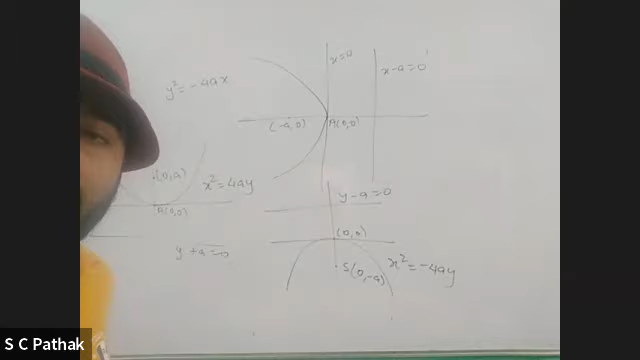 y² = -4ax
x=0
x-a=0
(-a,0)
A(0,0)
(0,a)
x² = 4ay
A(0,0)
y+a=0
y-a=0
(0,0)
S(0,-a)
x² = -4ay
S C Pathak